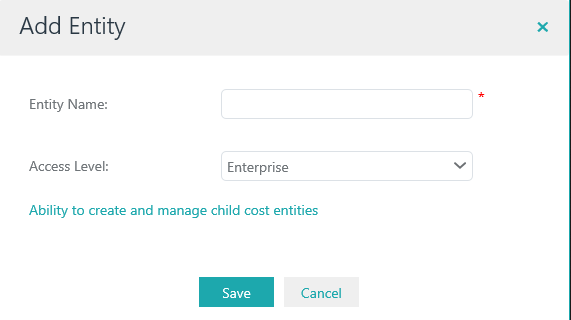 Add Entity
×
Entity Name:
*
Access Level:
Enterprise
Ability to create and manage child cost entities
Save
Cancel